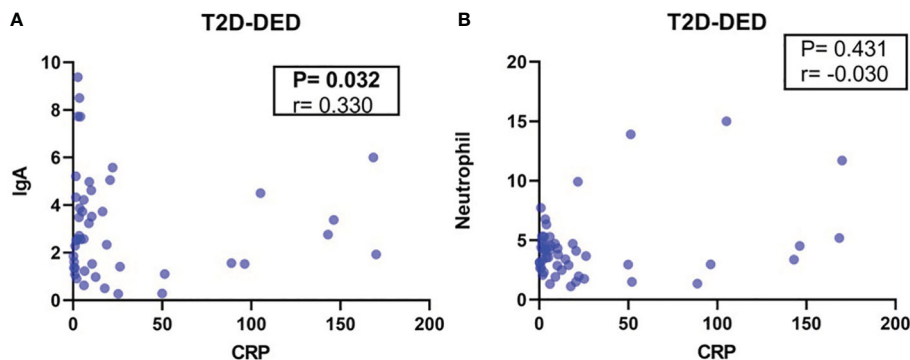 A
T2D-DED
P= 0.032
r= 0.330
IgA
10
8
6
4
2
0
0 50 100 150 200
CRP
B
T2D-DED
P= 0.431
r= -0.030
Neutrophil
20
15
10
5
0
0 50 100 150 200
CRP